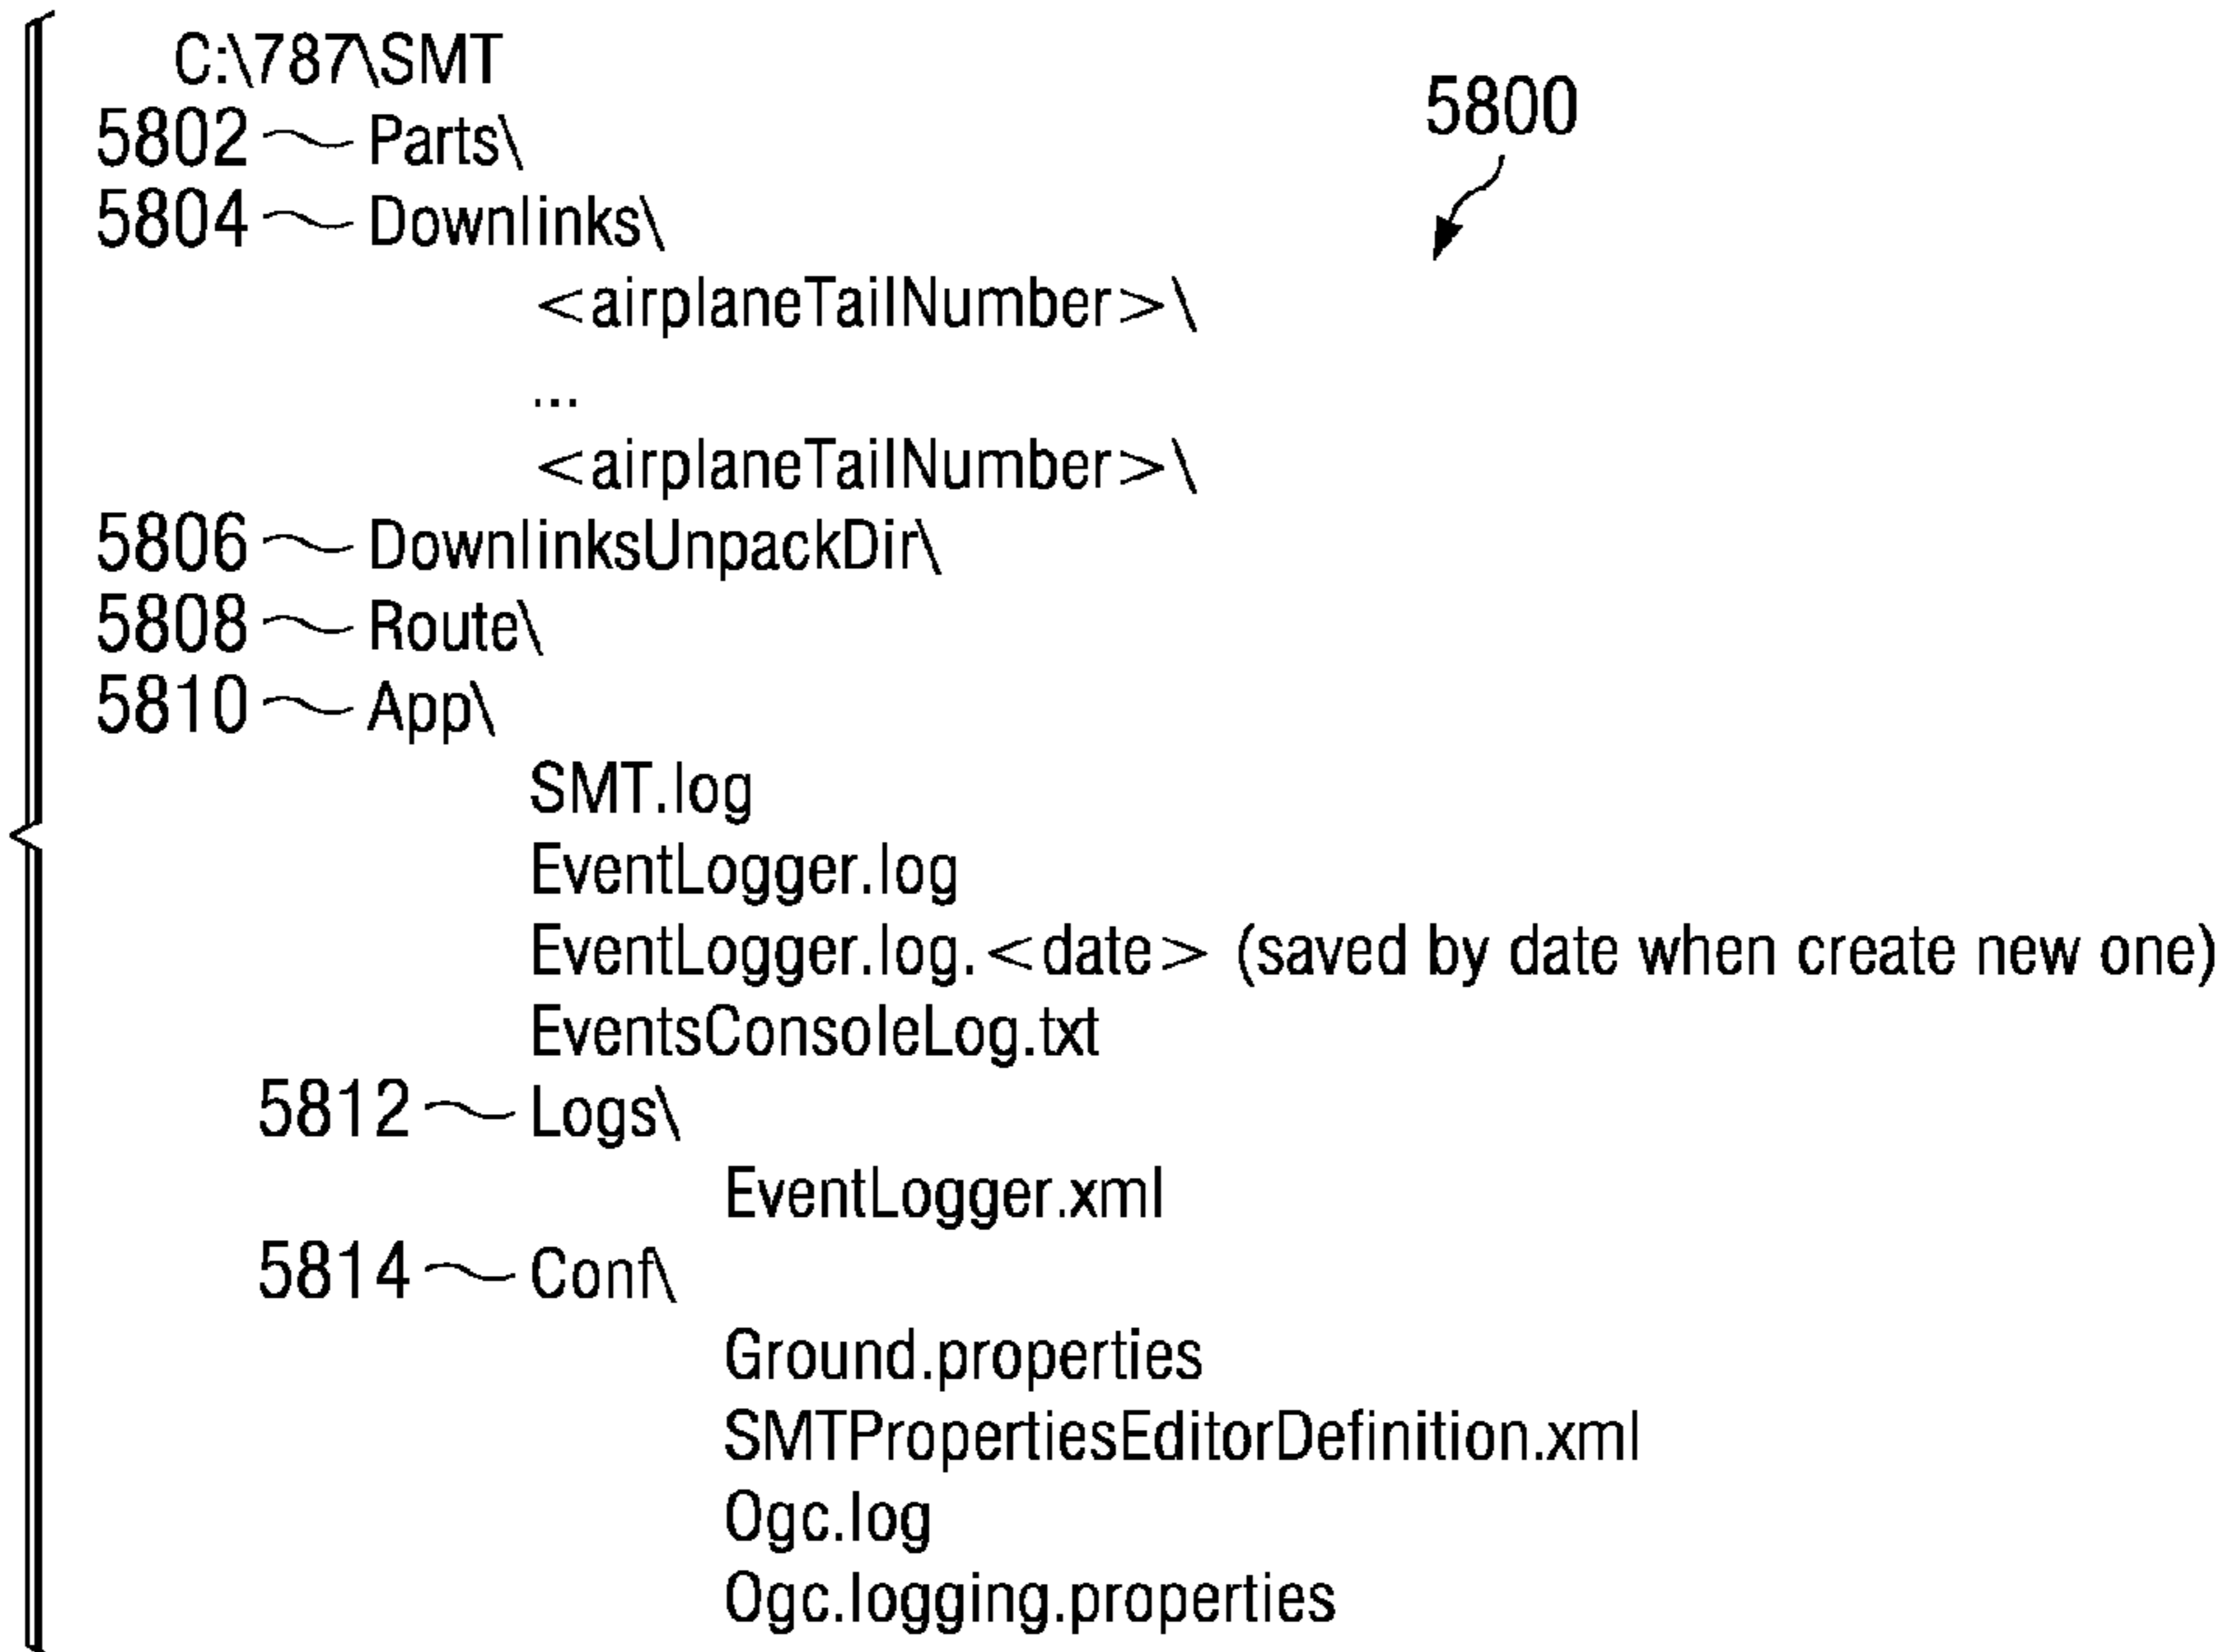 C:\787\SMT
5800
5802 Parts\
5804 Downlinks\
<airplaneTailNumber>\
...
<airplaneTailNumber>\
5806 DownlinksUnpackDir\
5808 Route\
5810 App\
SMT.log
EventLogger.log
EventLogger.log.<date> (saved by date when create new one)
EventsConsoleLog.txt
5812 Logs\
EventLogger.xml
5814 Conf\
Ground.properties
SMTPropertiesEditorDefinition.xml
Ogc.log
Ogc.logging.properties